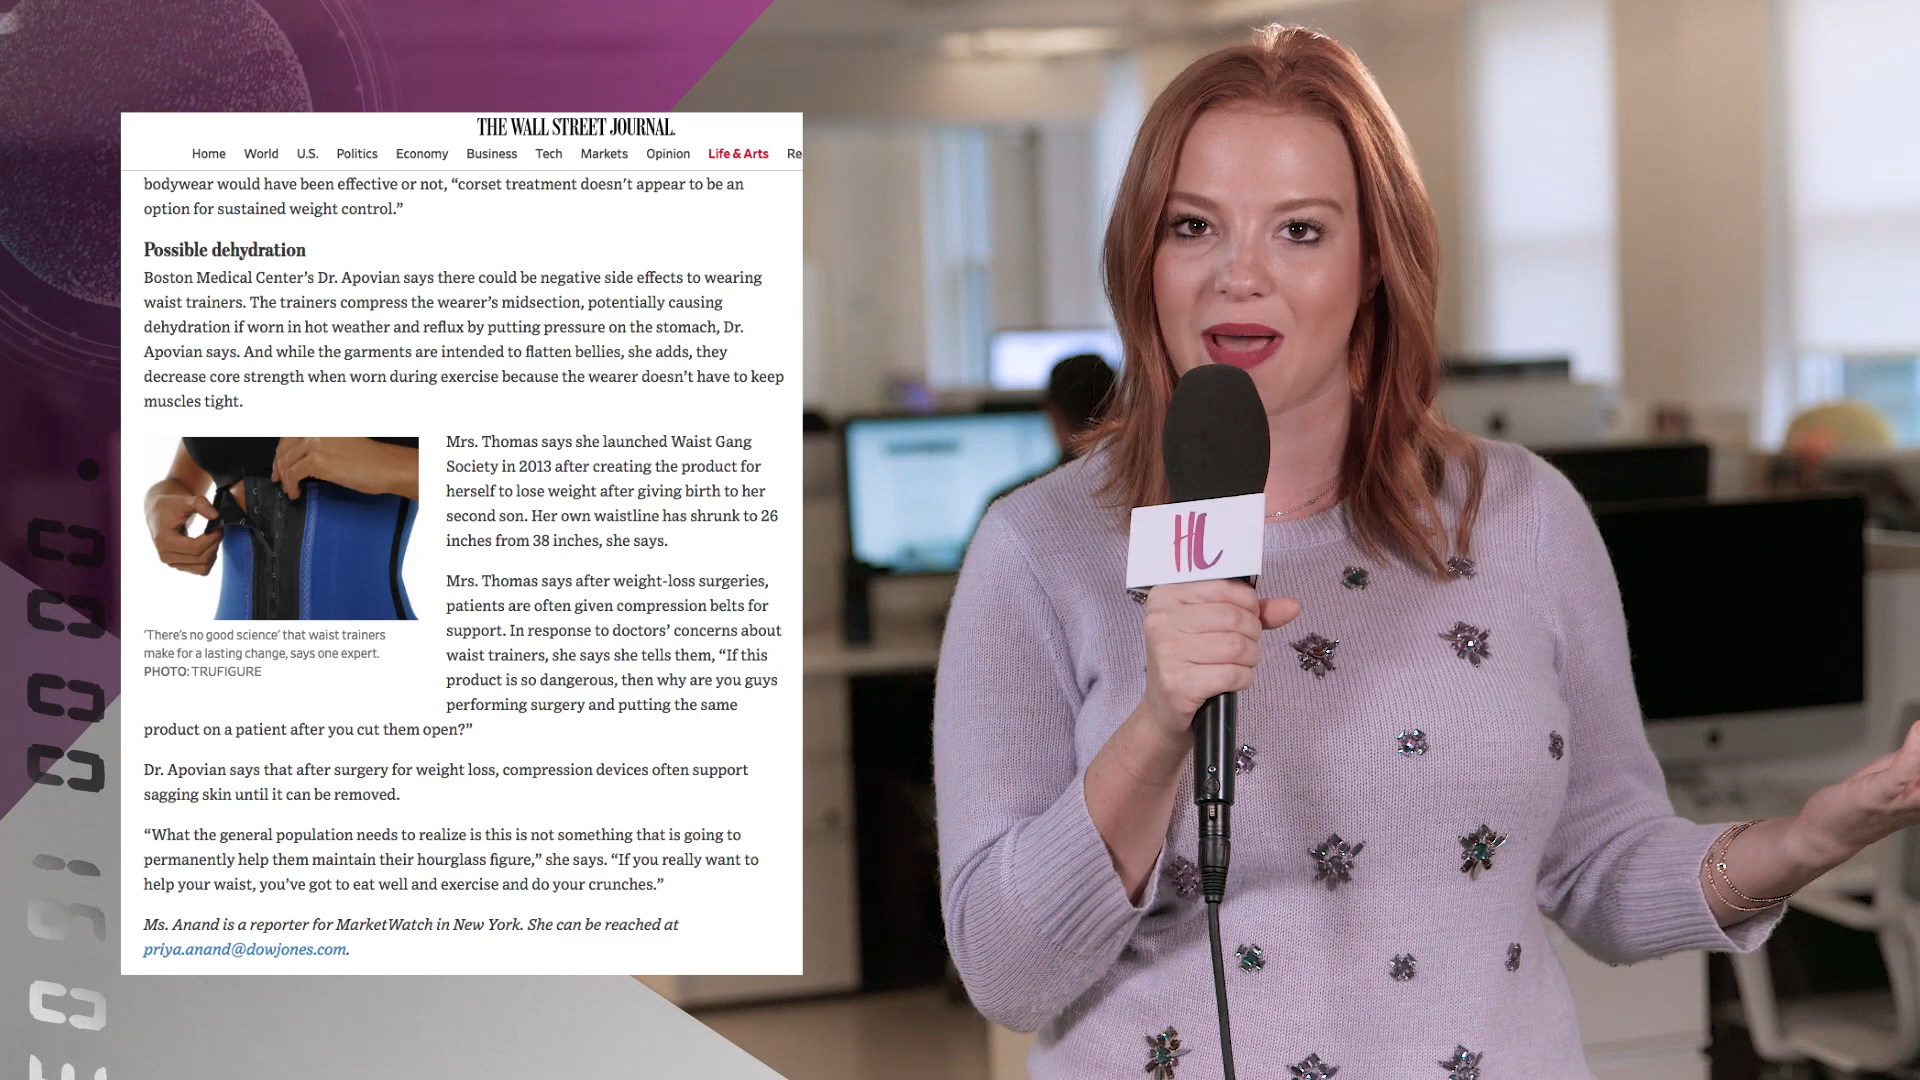 THE WALL STREET JOURNAL.
Home World U.S. Politics Economy Business Tech Markets Opinion Life & Arts Re
bodywear would have been effective or not, “corset treatment doesn’t appear to be an
option for sustained weight control.”
Possible dehydration
Boston Medical Center’s Dr. Apovian says there could be negative side effects to wearing
waist trainers. The trainers compress the wearer’s midsection, potentially causing
dehydration if worn in hot weather and reflux by putting pressure on the stomach, Dr.
Apovian says. And while the garments are intended to flatten bellies, she adds, they
decrease core strength when worn during exercise because the wearer doesn’t have to keep
muscles tight.
Mrs. Thomas says she launched Waist Gang
Society in 2013 after creating the product for
herself to lose weight after giving birth to her
second son. Her own waistline has shrunk to 26
inches from 38 inches, she says.
Mrs. Thomas says after weight-loss surgeries,
patients are often given compression belts for
support. In response to doctors’ concerns about
waist trainers, she says she tells them, “If this
product is so dangerous, then why are you guys
performing surgery and putting the same
product on a patient after you cut them open?”
‘There’s no good science’ that waist trainers
make for a lasting change, says one expert.
PHOTO: TRUFIGURE
Dr. Apovian says that after surgery for weight loss, compression devices often support
sagging skin until it can be removed.
“What the general population needs to realize is this is not something that is going to
permanently help them maintain their hourglass figure,” she says. “If you really want to
help your waist, you’ve got to eat well and exercise and do your crunches.”
Ms. Anand is a reporter for MarketWatch in New York. She can be reached at
priya.anand@dowjones.com.
HL